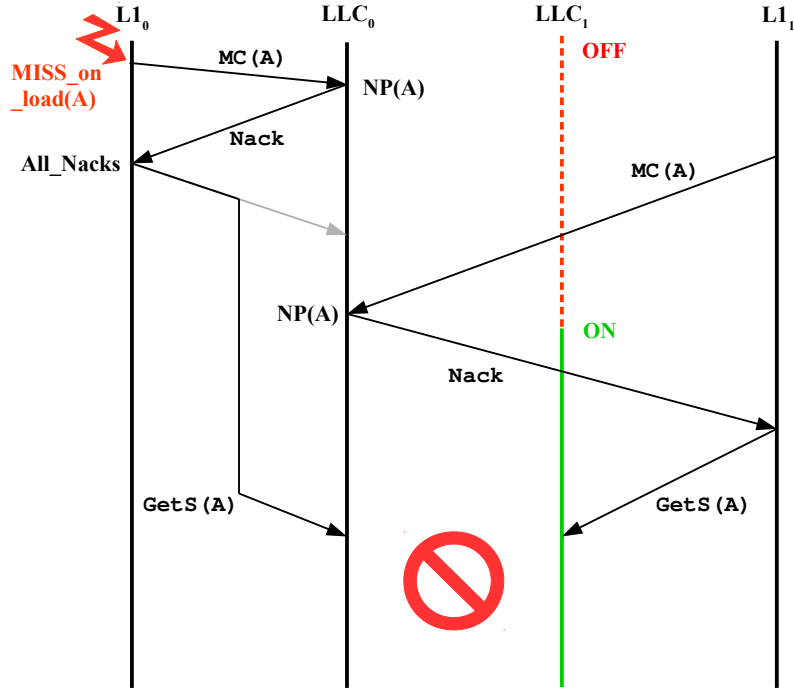 L1₀
LLC₀
LLC₁
L1₁
OFF
MC(A)
MISS_on
_load(A)
NP(A)
Nack
All_Nacks
MC(A)
NP(A)
ON
Nack
GetS(A)
GetS(A)